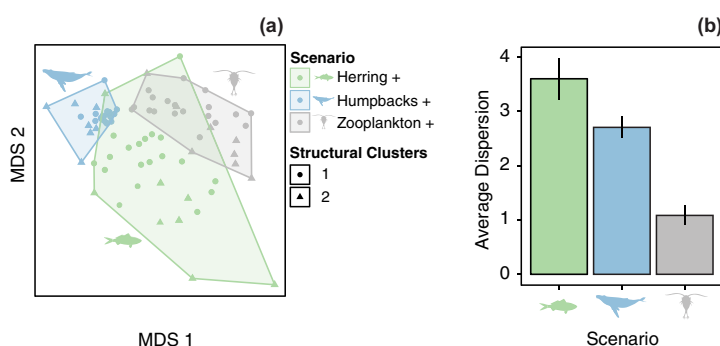 (a)
MDS 2
MDS 1
Scenario
Herring +
Humpbacks +
Zooplankton +
Structural Clusters
1
2
(b)
Average Dispersion
4
3
2
1
0
Scenario